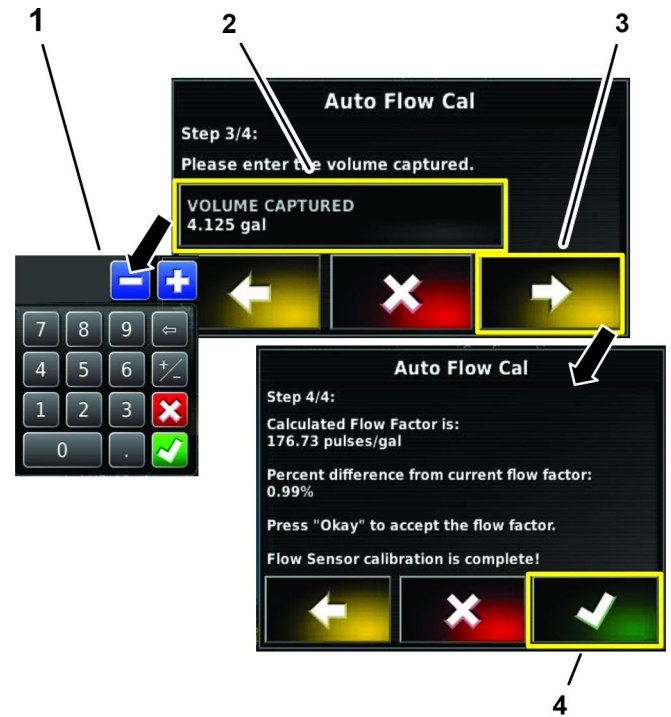 1
2
3
Auto Flow Cal
Step 3/4:
Please enter the volume captured.
VOLUME CAPTURED
4.125 gal
7 8 9
4 5 6 +/-
1 2 3
0 .
Auto Flow Cal
Step 4/4:
Calculated Flow Factor is:
176.73 pulses/gal
Percent difference from current flow factor:
0.99%
Press "Okay" to accept the flow factor.
Flow Sensor calibration is complete!
4